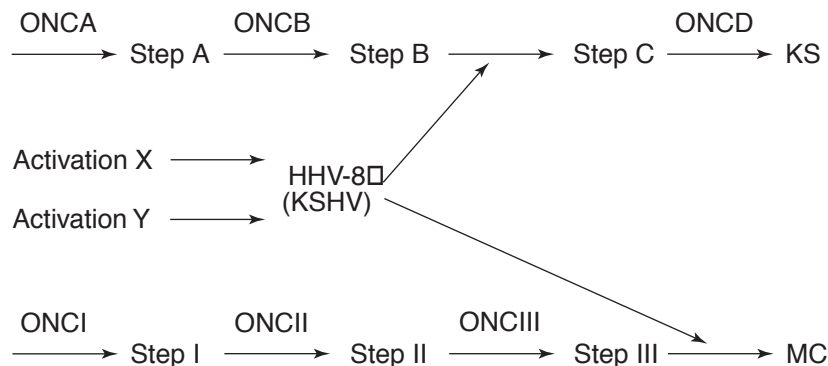 ONCA ONCB ONCD
Step A Step B Step C KS
Activation X
HHV-8
(KSHV)
Activation Y
ONCI ONCII ONCIII
Step I Step II Step III MC